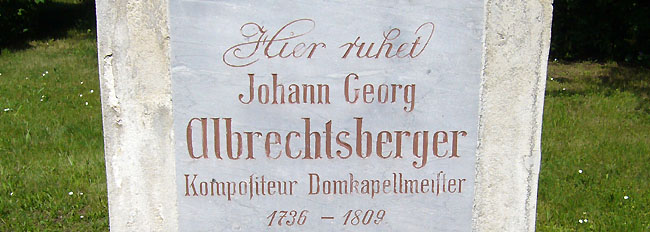 Hier ruhet
Johann Georg
Albrechtsberger
Kompoſiteur Domkapellmeiſter
1736 – 1809